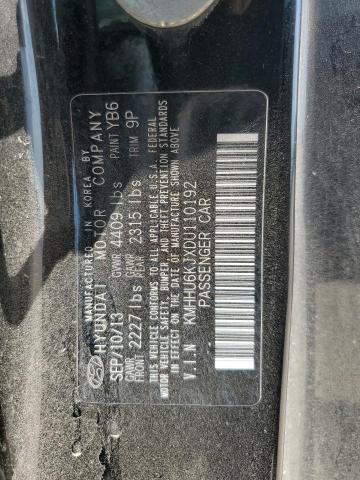 MANUFACTURED IN KOREA BY
HYUNDAI MOTOR COMPANY
SEP/10/13 GVWR 4409 lbs PAINT YB6
GAWR FRONT 2227 lbs GAWR REAR 2315 lbs TRIM 9P
THIS VEHICLE CONFORMS TO ALL APPLICABLE U.S.A. FEDERAL
MOTOR VEHICLE SAFETY, BUMPER, AND THEFT PREVENTION STANDARDS
IN EFFECT ON THE DATE OF MANUFACTURE SHOWN ABOVE
V.I.N KMHHU6KJXDU110192
PASSENGER CAR